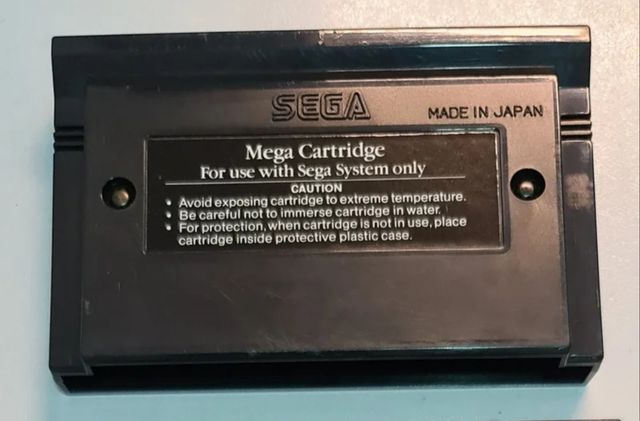 SEGA
MADE IN JAPAN
Mega Cartridge
For use with Sega System only
CAUTION
• Avoid exposing cartridge to extreme temperature.
• Be careful not to immerse cartridge in water.
• For protection, when cartridge is not in use, place
cartridge inside protective plastic case.